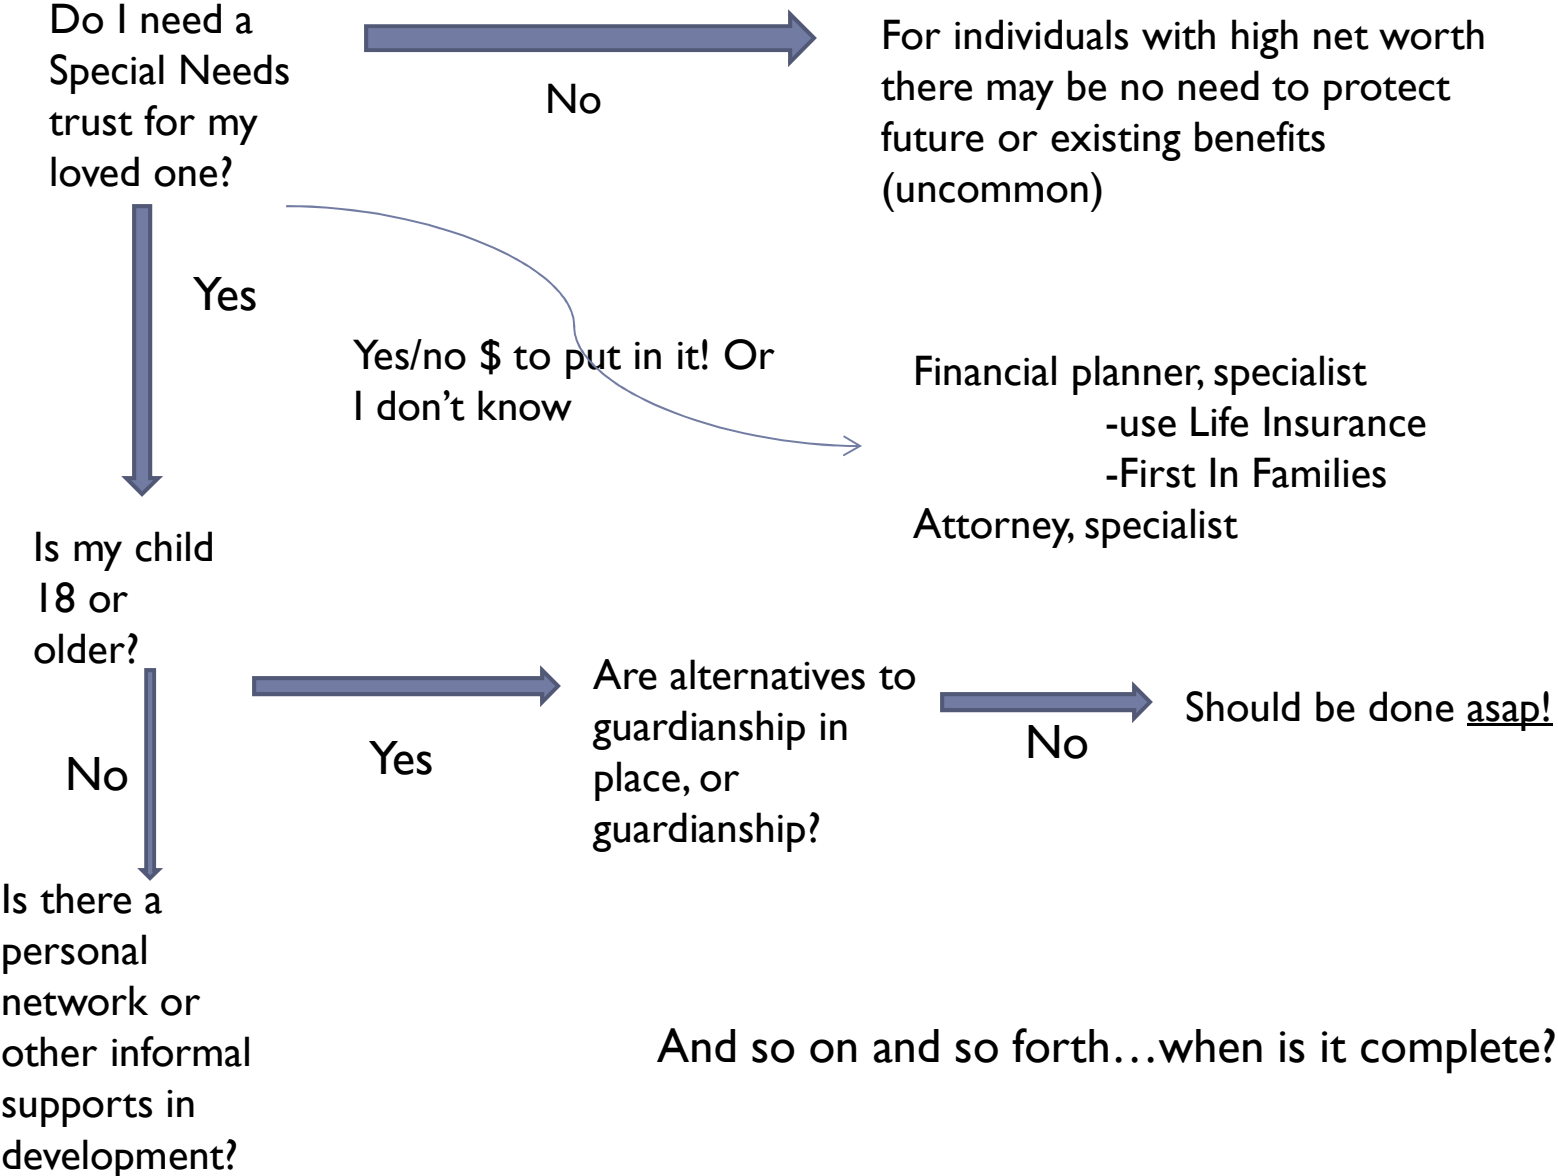 Do I need a
Special Needs
trust for my
loved one?
No
For individuals with high net worth
there may be no need to protect
future or existing benefits
(uncommon)
Yes
Yes/no $ to put in it! Or
I don’t know
Financial planner, specialist
-use Life Insurance
-First In Families
Attorney, specialist
Is my child
18 or
older?
No
Yes
Are alternatives to
guardianship in
place, or
guardianship?
No
Should be done asap!
Is there a
personal
network or
other informal
supports in
development?
And so on and so forth…when is it complete?